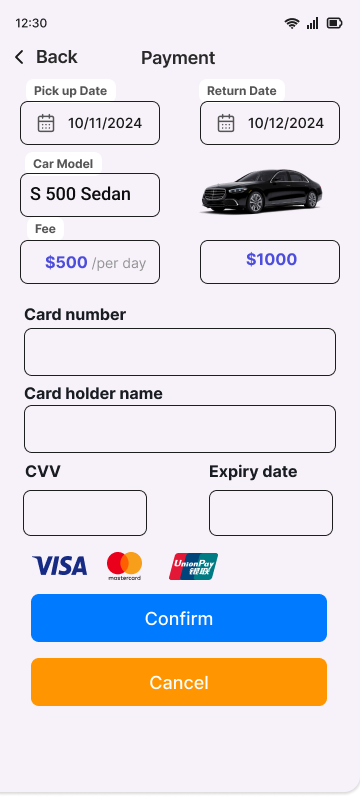 12:30
Back
Payment
Pick up Date
Return Date
10/11/2024
10/12/2024
Car Model
S 500 Sedan
Fee
$500 /per day
$1000
Card number
Card holder name
CVV
Expiry date
VISA
mastercard
UnionPay
银联
Confirm
Cancel